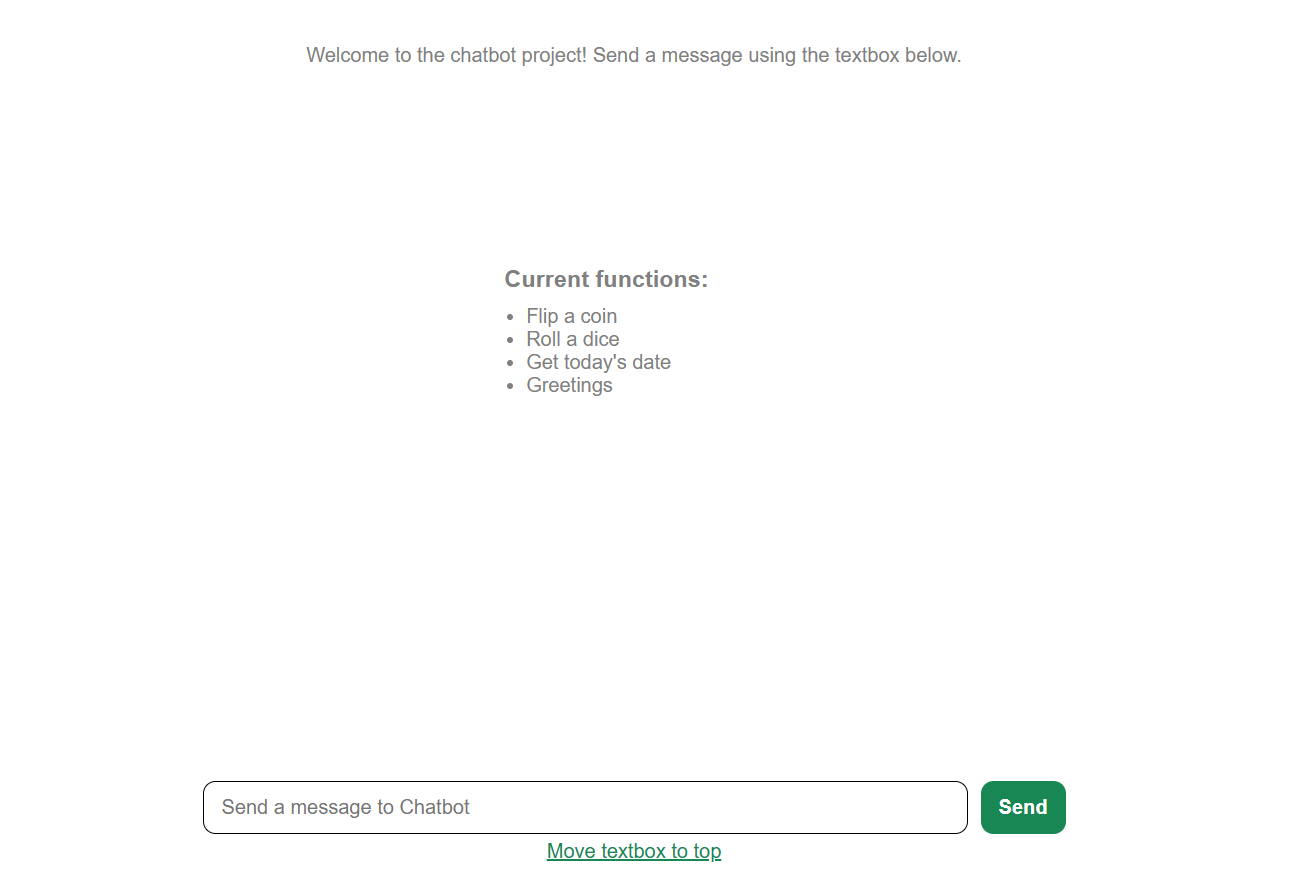 Welcome to the chatbot project! Send a message using the textbox below.
Current functions:
Flip a coin
Roll a dice
Get today's date
Greetings
Send a message to Chatbot
Send
Move textbox to top